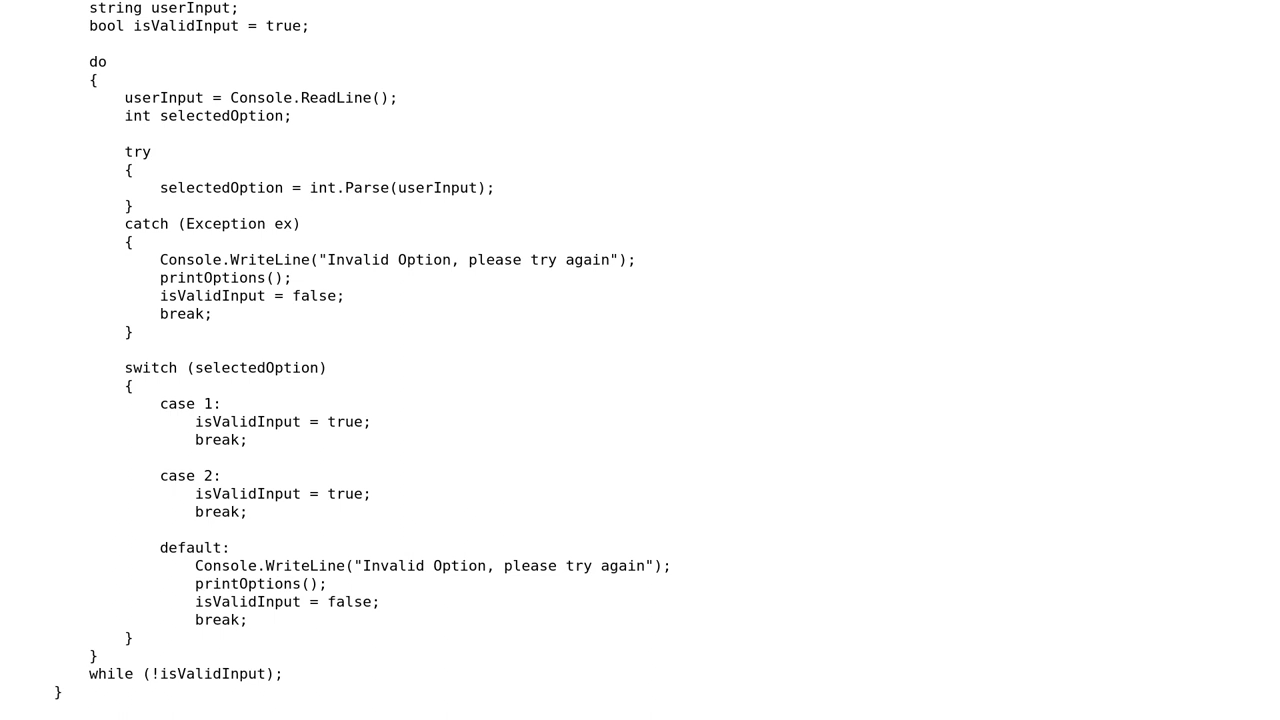 string userInput;
bool isValidInput = true;
do
{
userInput = Console.ReadLine();
int selectedOption;
try
{
selectedOption = int.Parse(userInput);
}
catch (Exception ex)
{
Console.WriteLine("Invalid Option, please try again");
printOptions();
isValidInput = false;
break;
}
switch (selectedOption)
{
case 1:
isValidInput = true;
break;
case 2:
isValidInput = true;
break;
default:
Console.WriteLine("Invalid Option, please try again");
printOptions();
isValidInput = false;
break;
}
}
while (!isValidInput);
}